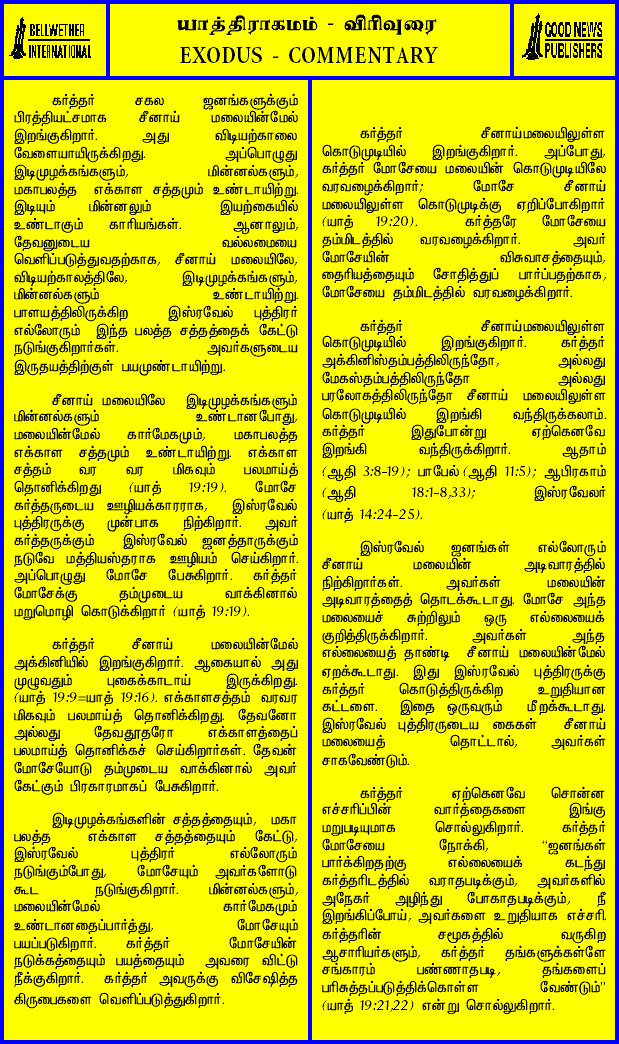 BELLWETHER
INTERNATIONAL
யாத்திராகமம் - விரிவுரை
EXODUS - COMMENTARY
GOOD NEWS
PUBLISHERS
கர்த்தர் சகல ஜனங்களுக்கும்
பிரத்தியட்சமாக சீனாய் மலையின்மேல்
இறங்குகிறார். அது விடியற்காலை
வேளையாயிருக்கிறது. அப்பொழுது
இடிமுழக்கங்களும், மின்னல்களும்,
மகாபலத்த எக்காள சத்தமும் உண்டாயிற்று.
இடியும் மின்னலும் இயற்கையில்
உண்டாகும் காரியங்கள். ஆனாலும்,
தேவனுடைய வல்லமையை
வெளிப்படுத்துவதற்காக, சீனாய் மலையிலே,
விடியற்காலத்திலே, இடிமுழக்கங்களும்,
மின்னல்களும் உண்டாயிற்று.
பாளயத்திலிருக்கிற இஸ்ரவேல் புத்திரர்
எல்லோரும் இந்த பலத்த சத்தத்தைக் கேட்டு
நடுங்குகிறார்கள். அவர்களுடைய
இருதயத்திற்குள் பயமுண்டாயிற்று.
சீனாய் மலையிலே இடிமுழக்கங்களும்
மின்னல்களும் உண்டானபோது,
மலையின்மேல் கார்மேகமும், மகாபலத்த
எக்காள சத்தமும் உண்டாயிற்று. எக்காள
சத்தம் வர வர மிகவும் பலமாய்த்
தொனிக்கிறது (யாத் 19:19). மோசே
கர்த்தருடைய ஊழியக்காரராக, இஸ்ரவேல்
புத்திரருக்கு முன்பாக நிற்கிறார். அவர்
கர்த்தருக்கும் இஸ்ரவேல் ஜனத்தாருக்கும்
நடுவே மத்தியஸ்தராக ஊழியம் செய்கிறார்.
அப்பொழுது மோசே பேசுகிறார். கர்த்தர்
மோசேக்கு தம்முடைய வாக்கினால்
மறுமொழி கொடுக்கிறார் (யாத் 19:19).
கர்த்தர் சீனாய் மலையின்மேல்
அக்கினியில் இறங்குகிறார். ஆகையால் அது
முழுவதும் புகைக்காடாய் இருக்கிறது.
(யாத் 19:9=யாத் 19:16). எக்காளசத்தம் வரவர
மிகவும் பலமாய்த் தொனிக்கிறது. தேவனோ
அல்லது தேவதூதரோ எக்காளத்தைப்
பலமாய்த் தொனிக்கச் செய்கிறார்கள். தேவன்
மோசேயோடு தம்முடைய வாக்கினால் அவர்
கேட்கும் பிரகாரமாகப் பேசுகிறார்.
இடிமுழக்கங்களின் சத்தத்தையும், மகா
பலத்த எக்காள சத்தத்தையும் கேட்டு,
இஸ்ரவேல் புத்திரர் எல்லோரும்
நடுங்கும்போது, மோசேயும் அவர்களோடு
கூட நடுங்குகிறார். மின்னல்களும்,
மலையின்மேல் கார்மேகமும்
உண்டானதைப்பார்த்து, மோசேயும்
பயப்படுகிறார். கர்த்தர் மோசேயின்
நடுக்கத்தையும் பயத்தையும் அவரை விட்டு
நீக்குகிறார். கர்த்தர் அவருக்கு விசேஷித்த
கிருபைகளை வெளிப்படுத்துகிறார்.
கர்த்தர் சீனாய்மலையிலுள்ள
கொடுமுடியில் இறங்குகிறார். அப்போது,
கர்த்தர் மோசேயை மலையின் கொடுமுடியிலே
வரவழைக்கிறார்; மோசே சீனாய்
மலையிலுள்ள கொடுமுடிக்கு ஏறிப்போகிறார்
(யாத் 19:20). கர்த்தரே மோசேயை
தம்மிடத்தில் வரவழைக்கிறார். அவர்
மோசேயின் விசுவாசத்தையும்,
தைரியத்தையும் சோதித்துப் பார்ப்பதற்காக,
மோசேயை தம்மிடத்தில் வரவழைக்கிறார்.
கர்த்தர் சீனாய்மலையிலுள்ள
கொடுமுடியில் இறங்குகிறார். கர்த்தர்
அக்கினிஸ்தம்பத்திலிருந்தோ, அல்லது
மேகஸ்தம்பத்திலிருந்தோ அல்லது
பரலோகத்திலிருந்தோ சீனாய் மலையிலுள்ள
கொடுமுடியில் இறங்கி வந்திருக்கலாம்.
கர்த்தர் இதுபோன்று ஏற்கெனவே
இறங்கி வந்திருக்கிறார். ஆதாம்
(ஆதி 3:8-19); பாபேல் (ஆதி 11:5); ஆபிரகாம்
(ஆதி 18:1-8,33); இஸ்ரவேலர்
(யாத் 14:24-25).
இஸ்ரவேல் ஜனங்கள் எல்லோரும்
சீனாய் மலையின் அடிவாரத்தில்
நிற்கிறார்கள். அவர்கள் மலையின்
அடிவாரத்தைத் தொடக்கூடாது. மோசே அந்த
மலையைச் சுற்றிலும் ஒரு எல்லையைக்
குறித்திருக்கிறார். அவர்கள் அந்த
எல்லையைத் தாண்டி சீனாய் மலையின்மேல்
ஏறக்கூடாது. இது இஸ்ரவேல் புத்திரருக்கு
கர்த்தர் கொடுத்திருக்கிற உறுதியான
கட்டளை. இதை ஒருவரும் மீறக்கூடாது.
இஸ்ரவேல் புத்திரருடைய கைகள் சீனாய்
மலையைத் தொட்டால், அவர்கள்
சாகவேண்டும்.
கர்த்தர் ஏற்கெனவே சொன்ன
எச்சரிப்பின் வார்த்தைகளை இங்கு
மறுபடியுமாக சொல்லுகிறார். கர்த்தர்
மோசேயை நோக்கி, "ஜனங்கள்
பார்க்கிறதற்கு எல்லையைக் கடந்து
கர்த்தரிடத்தில் வராதபடிக்கும், அவர்களில்
அநேகர் அழிந்து போகாதபடிக்கும், நீ
இறங்கிப்போய், அவர்களை உறுதியாக எச்சரி.
கர்த்தரின் சமூகத்தில் வருகிற
ஆசாரியர்களும், கர்த்தர் தங்களுக்கள்ளே
சங்காரம் பண்ணாதபடி, தங்களைப்
பரிசுத்தப்படுத்திக்கொள்ள வேண்டும்"
(யாத் 19:21,22) என்று சொல்லுகிறார்.